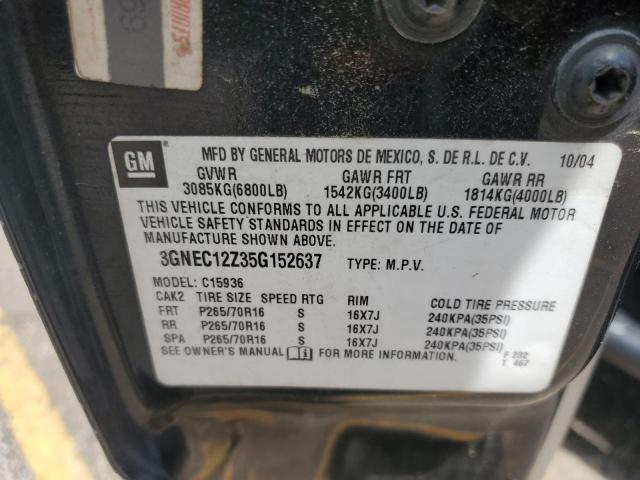 GM MFD BY GENERAL MOTORS DE MEXICO, S. DE R.L. DE C.V. 10/04
GVWR GAWR FRT GAWR RR
3085KG(6800LB) 1542KG(3400LB) 1814KG(4000LB)
THIS VEHICLE CONFORMS TO ALL APPLICABLE U.S. FEDERAL MOTOR
VEHICLE SAFETY STANDARDS IN EFFECT ON THE DATE OF
MANUFACTURE SHOWN ABOVE.
3GNEC12Z35G152637 TYPE: M.P.V.
MODEL: C15936
CAK2 TIRE SIZE SPEED RTG RIM COLD TIRE PRESSURE
FRT P265/70R16 S 16X7J 240KPA(35PSI)
RR P265/70R16 S 16X7J 240KPA(35PSI)
SPA P265/70R16 S 16X7J 240KPA(35PSI)
SEE OWNER'S MANUAL FOR MORE INFORMATION.
F 232
T 467